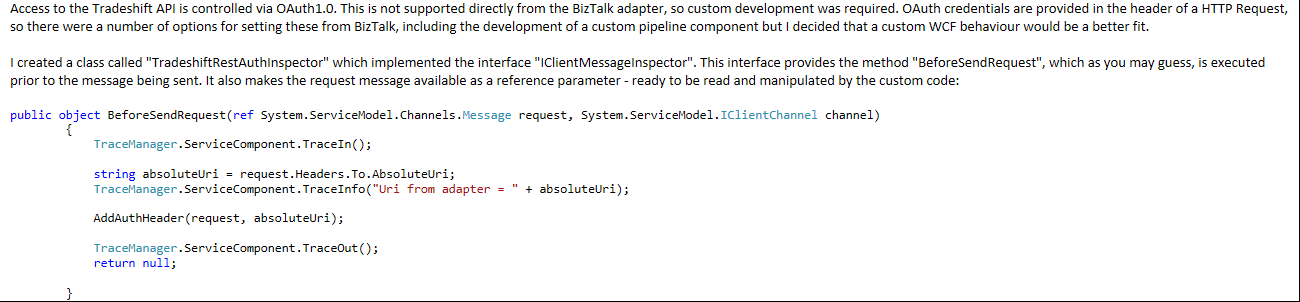 Access to the Tradeshift API is controlled via OAuth1.0. This is not supported directly from the BizTalk adapter, so custom development was required. OAuth credentials are provided in the header of a HTTP Request,
so there were a number of options for setting these from BizTalk, including the development of a custom pipeline component but I decided that a custom WCF behaviour would be a better fit.
I created a class called "TradeshiftRestAuthInspector" which implemented the interface "IClientMessageInspector". This interface provides the method "BeforeSendRequest", which as you may guess, is executed
prior to the message being sent. It also makes the request message available as a reference parameter - ready to be read and manipulated by the custom code:
public object BeforeSendRequest(ref System.ServiceModel.Channels.Message request, System.ServiceModel.IClientChannel channel)
{
TraceManager.ServiceComponent.TraceIn();
string absoluteUri = request.Headers.To.AbsoluteUri;
TraceManager.ServiceComponent.TraceInfo("Uri from adapter = " + absoluteUri);
AddAuthHeader(request, absoluteUri);
TraceManager.ServiceComponent.TraceOut();
return null;
}